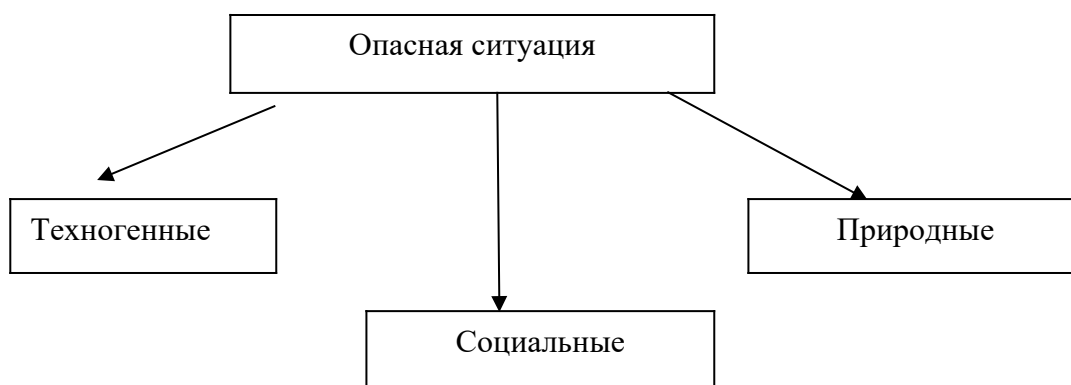 Опасная ситуация
Техногенные
Природные
Социальные